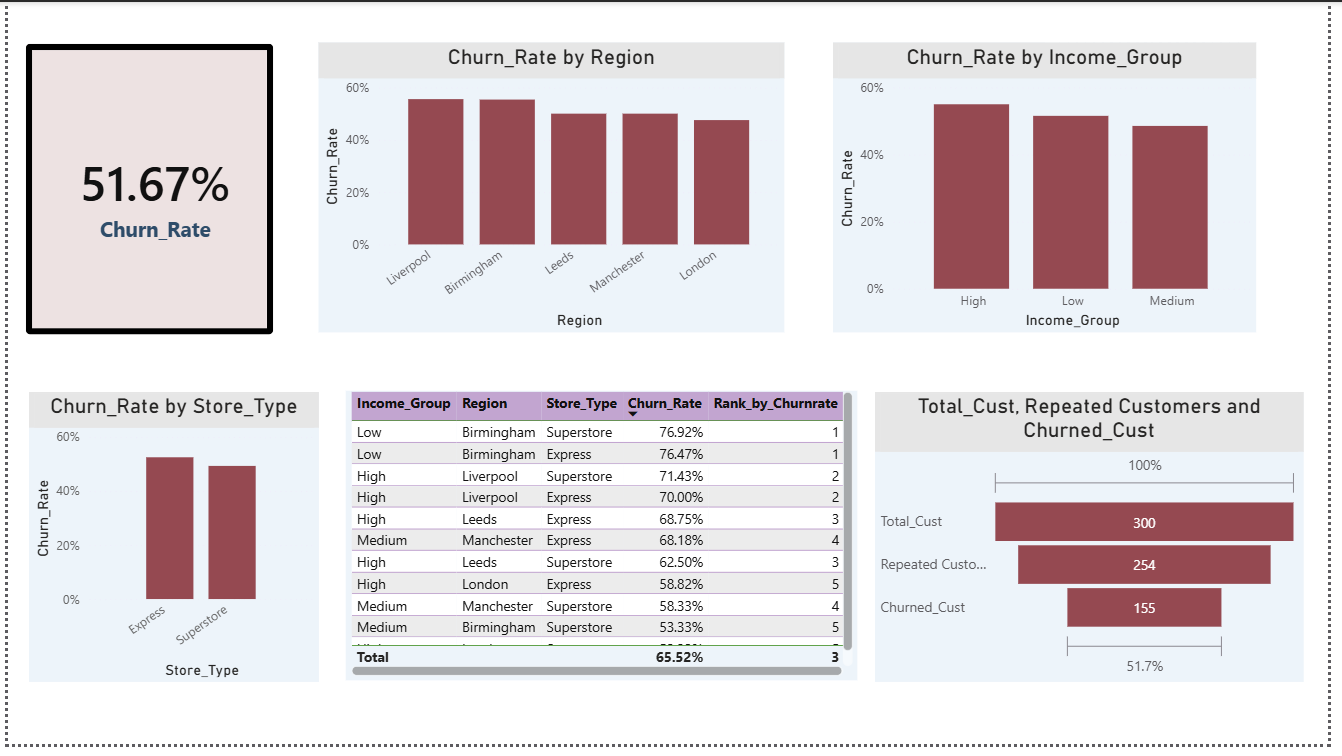 51.67%
Churn_Rate
Churn_Rate by Region
60%
40%
20%
0%
Churn_Rate
Liverpool
Birmingham
Leeds
Manchester
London
Region
Churn_Rate by Income_Group
60%
40%
20%
0%
Churn_Rate
High
Low
Medium
Income_Group
Churn_Rate by Store_Type
60%
40%
20%
0%
Churn_Rate
Express
Superstore
Store_Type
Income_Group Region Store_Type Churn_Rate Rank_by_Churnrate
Low Birmingham Superstore 76.92% 1
Low Birmingham Express 76.47% 1
High Liverpool Superstore 71.43% 2
High Liverpool Express 70.00% 2
High Leeds Express 68.75% 3
Medium Manchester Express 68.18% 4
High Leeds Superstore 62.50% 3
High London Express 58.82% 5
Medium Manchester Superstore 58.33% 4
Medium Birmingham Superstore 53.33% 5
Total 65.52% 3
Total_Cust, Repeated Customers and
Churned_Cust
100%
Total_Cust 300
Repeated Custo... 254
Churned_Cust 155
51.7%